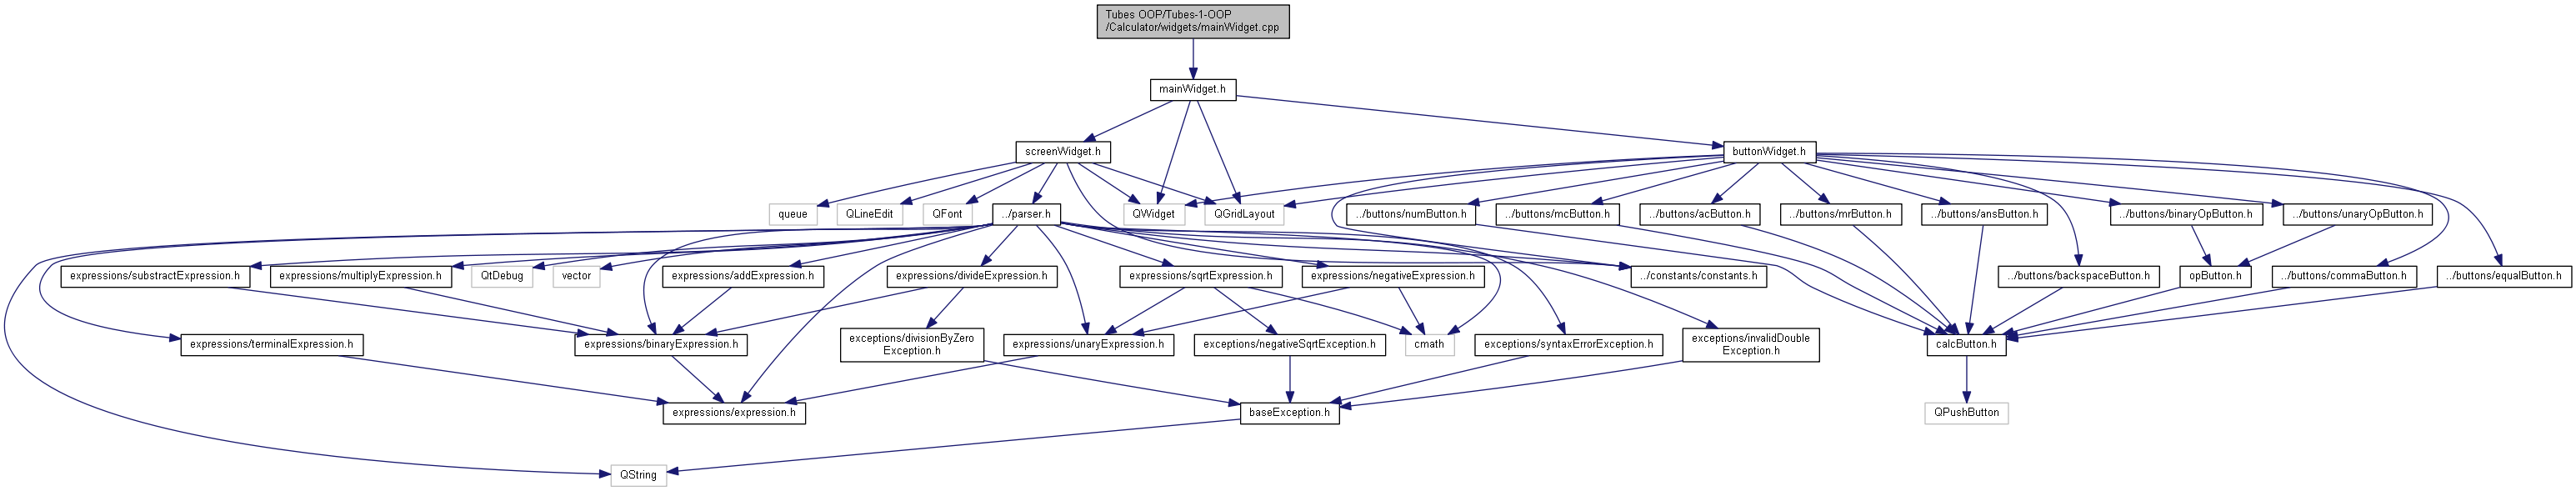 Tubes OOP/Tubes-1-OOP
/Calculator/widgets/mainWidget.cpp
mainWidget.h
screenWidget.h
buttonWidget.h
queue
QLineEdit
QFont
../parser.h
QWidget
QGridLayout
../buttons/numButton.h
../buttons/mcButton.h
../buttons/acButton.h
../buttons/mrButton.h
../buttons/ansButton.h
../buttons/binaryOpButton.h
../buttons/unaryOpButton.h
expressions/substractExpression.h
expressions/multiplyExpression.h
QtDebug
vector
expressions/addExpression.h
expressions/divideExpression.h
expressions/sqrtExpression.h
expressions/negativeExpression.h
../constants/constants.h
../buttons/backspaceButton.h
opButton.h
../buttons/commaButton.h
../buttons/equalButton.h
expressions/terminalExpression.h
expressions/binaryExpression.h
exceptions/divisionByZero
Exception.h
expressions/unaryExpression.h
exceptions/negativeSqrtException.h
cmath
exceptions/syntaxErrorException.h
exceptions/invalidDouble
Exception.h
calcButton.h
expressions/expression.h
baseException.h
QPushButton
QString